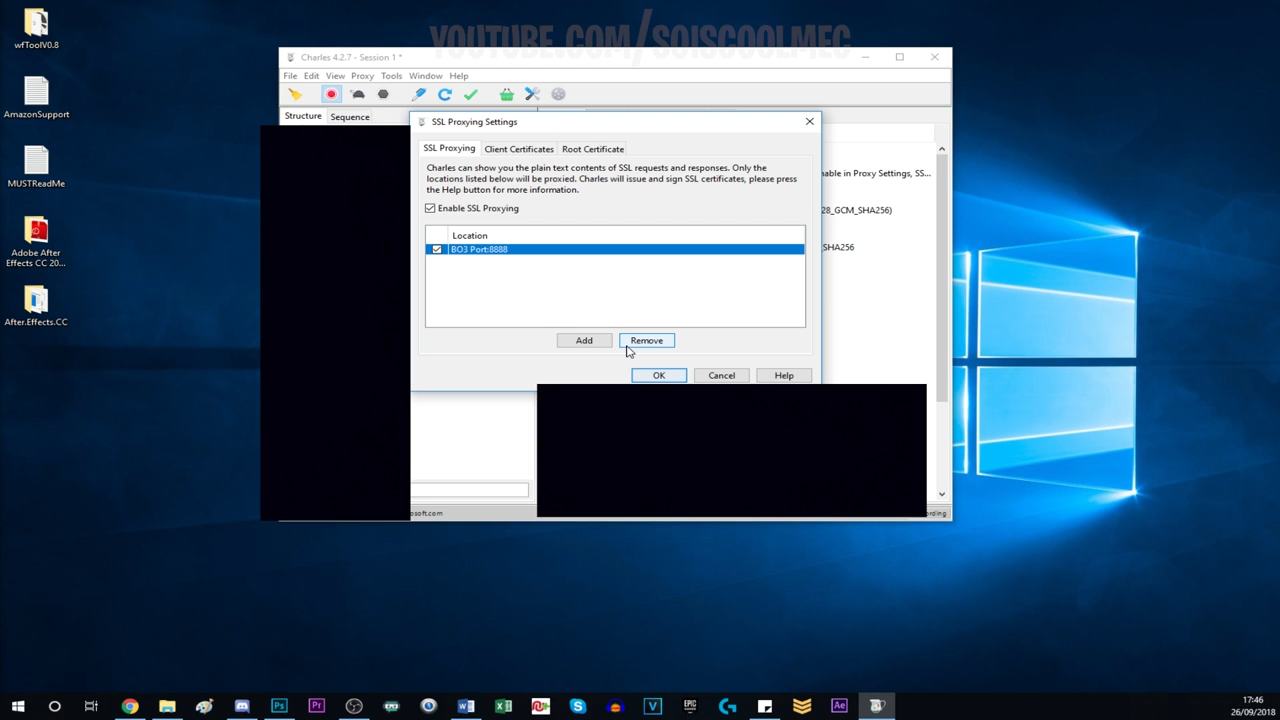 YOUTUBE.COM/SOISCOOLMEC
wfToolV0.8
AmazonSupport
MUSTReadMe
Adobe After
Effects CC 20...
After.Effects.CC
Charles 4.2.7 - Session 1 *
File Edit View Proxy Tools Window Help
Structure Sequence
SSL Proxying Settings
SSL Proxying Client Certificates Root Certificate
Charles can show you the plain text contents of SSL requests and responses. Only the
locations listed below will be proxied. Charles will issue and sign SSL certificates, please press
the Help button for more information.
Enable SSL Proxying
Location
BO3 Port:8888
Add Remove
OK Cancel Help
nable in Proxy Settings, SS...
28_GCM_SHA256)
_SHA256
osoft.com
ording
17:46
26/09/2018